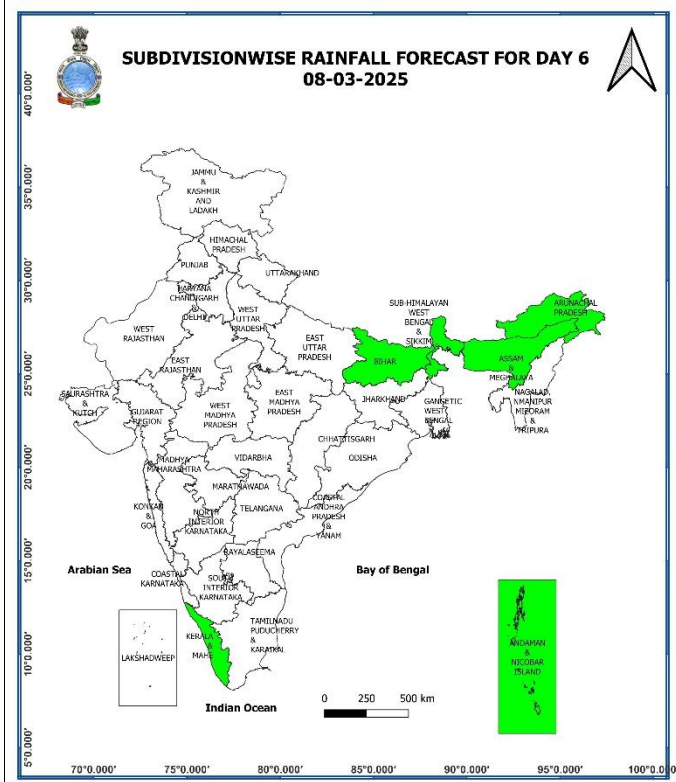 SUBDIVISIONWISE RAINFALL FORECAST FOR DAY 6
08-03-2025
40°0.000'
35°0.000'
30°0.000'
25°0.000'
20°0.000'
15°0.000'
10°0.000'
5°0.000'
JAMMU
&
KASHMIR
AND
LADAKH
HIMACHAL
PRADESH
PUNJAB
UTTARAKHAND
HARYANA
CHANDIGARH
&
DELHI
WEST
UTTAR
PRADESH
WEST
RAJASTHAN
EAST
RAJASTHAN
EAST
UTTAR
PRADESH
SUB-HIMALAYAN
WEST
BENGAL
&
SIKKIM
ARUNACHAL
PRADESH
BIHAR
ASSAM
&
MEGHALAYA
NAGALAD,
NMANIPUR
MIZORAM
&
TRIPURA
SAURASHTRA
&
KUTCH
GUJARAT
REGION
WEST
MADHYA
PRADESH
EAST
MADHYA
PRADESH
JHARKHAND
GANGETIC
WEST
BENGAL
CHHATTISGARH
ODISHA
MADHYA
MAHARASHTRA
VIDARBHA
MARATHAWADA
KONKAN
&
GOA
NORTH
INTERIOR
KARNATAKA
TELANGANA
COASTAL
ANDHRA
PRADESH
&
YANAM
RAYALASEEMA
COASTAL
KARNATAKA
SOUTH
INTERIOR
KARNATAKA
Arabian Sea
Bay of Bengal
LAKSHADWEEP
KERALA
&
MAHE
TAMILNADU
PUDUCHERRY
&
KARAIKAL
ANDAMAN
&
NICOBAR
ISLAND
Indian Ocean
0 250 500 km
70°0.000' 75°0.000' 80°0.000' 85°0.000' 90°0.000' 95°0.000' 100°0.000'